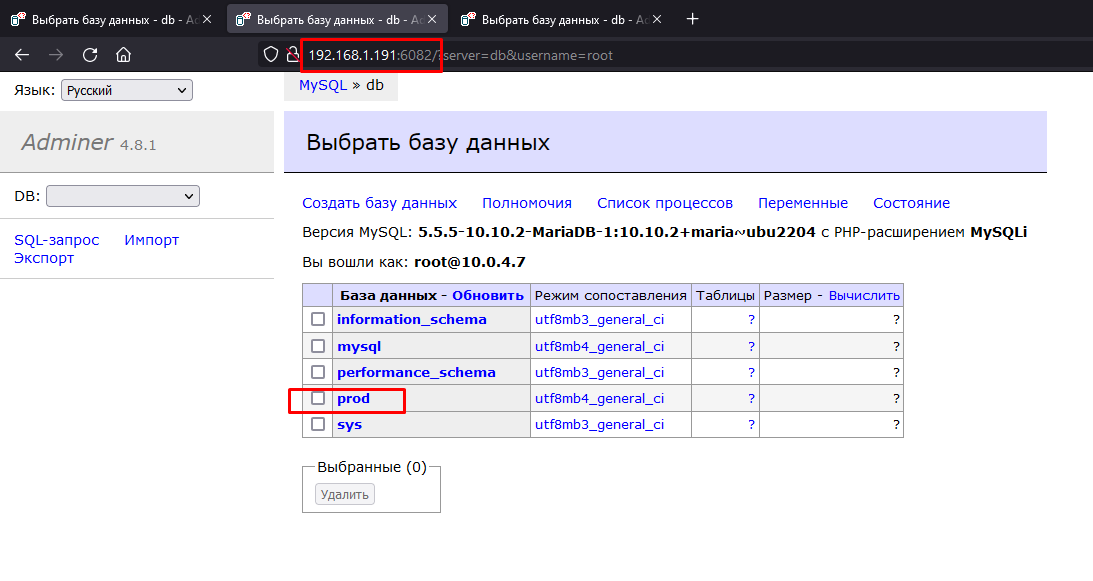 Выбрать базу данных - db - Ad Выбрать базу данных - db - Ad Выбрать базу данных - db - Ad
192.168.1.191:6082/?server=db&username=root
Язык: Русский
MySQL » db
Adminer 4.8.1
Выбрать базу данных
DB:
SQL-запрос Импорт
Экспорт
Создать базу данных Полномочия Список процессов Переменные Состояние
Версия MySQL: 5.5.5-10.10.2-MariaDB-1:10.10.2+maria~ubu2204 с PHP-расширением MySQLi
Вы вошли как: root@10.0.4.7
База данных - Обновить Режим сопоставления Таблицы Размер - Вычислить
information_schema utf8mb3_general_ci ? ?
mysql utf8mb4_general_ci ? ?
performance_schema utf8mb3_general_ci ? ?
prod utf8mb4_general_ci ? ?
sys utf8mb3_general_ci ? ?
Выбранные (0)
Удалить